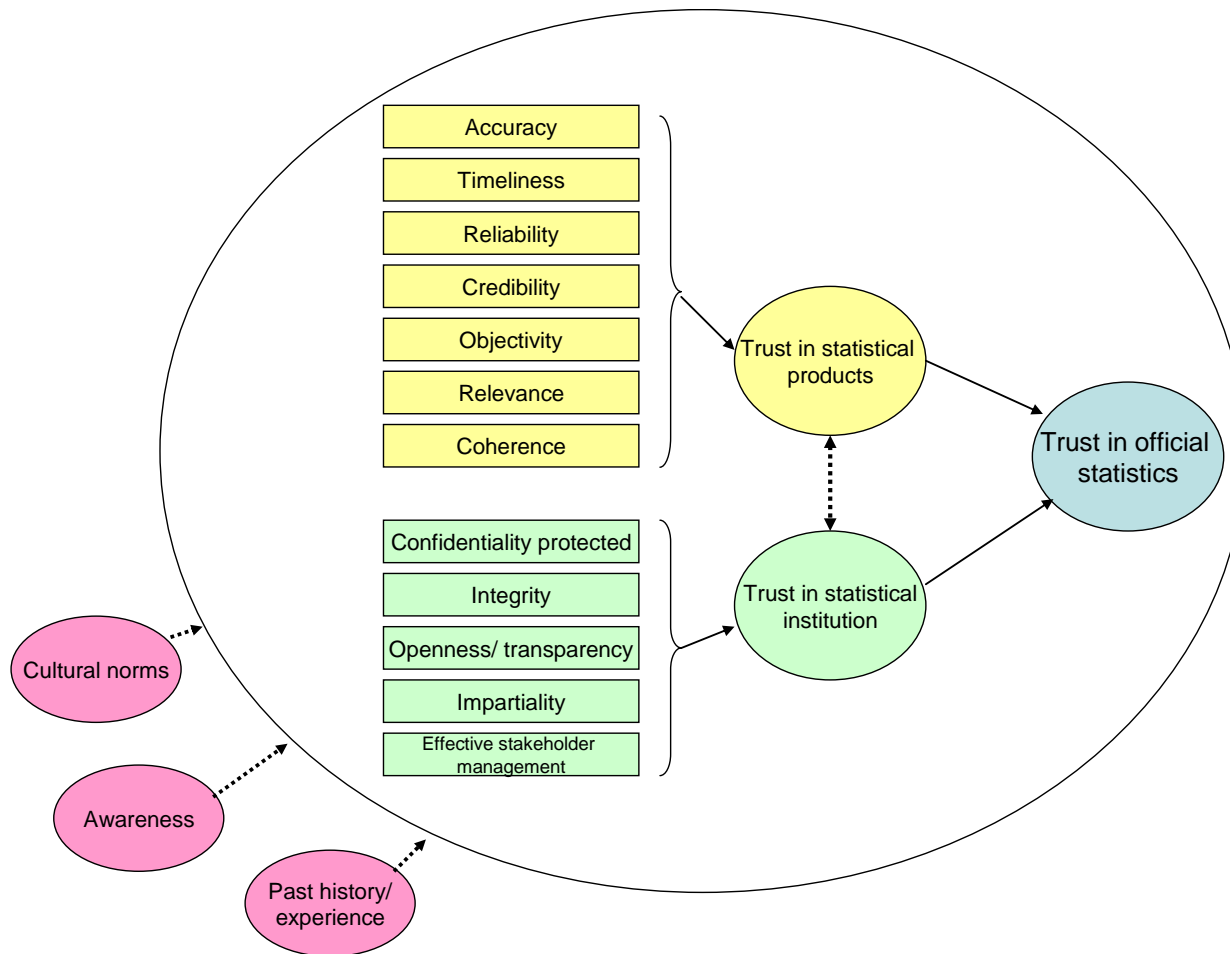 Accuracy
Timeliness
Reliability
Credibility
Objectivity
Relevance
Coherence
Trust in statistical
products
Trust in official
statistics
Confidentiality protected
Integrity
Openness/ transparency
Impartiality
Effective stakeholder
management
Trust in statistical
institution
Cultural norms
Awareness
Past history/
experience